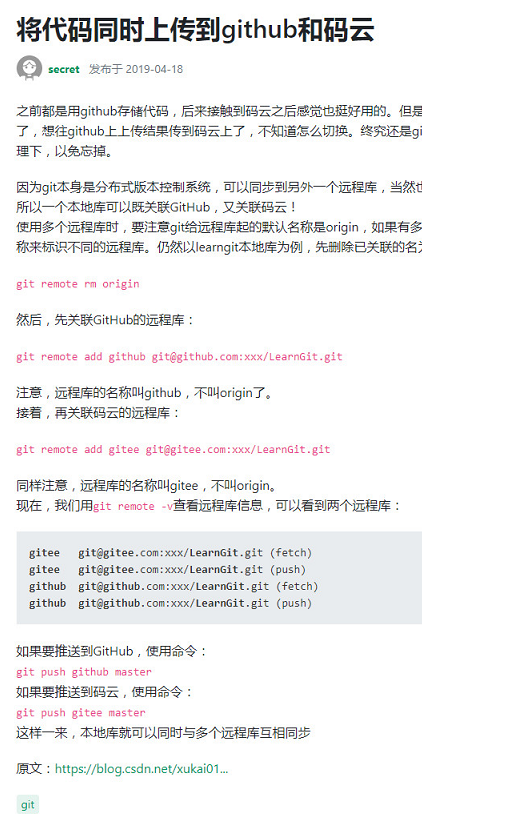 将代码同时上传到github和码云
secret 发布于 2019-04-18
之前都是用github存储代码，后来接触到码云之后感觉也挺好用的。但是
了，想往github上上传结果传到码云上了，不知道怎么切换。终究还是gi
理下，以免忘掉。
因为git本身是分布式版本控制系统，可以同步到另外一个远程库，当然也
所以一个本地库可以既关联GitHub，又关联码云！
使用多个远程库时，要注意git给远程库起的默认名称是origin，如果有多
称来标识不同的远程库。仍然以learngit本地库为例，先删除已关联的名为
git remote rm origin
然后，先关联GitHub的远程库：
git remote add github git@github.com:xxx/LearnGit.git
注意，远程库的名称叫github，不叫origin了。
接着，再关联码云的远程库：
git remote add gitee git@gitee.com:xxx/LearnGit.git
同样注意，远程库的名称叫gitee，不叫origin。
现在，我们用git remote -v查看远程库信息，可以看到两个远程库：
gitee git@gitee.com:xxx/LearnGit.git (fetch)
gitee git@gitee.com:xxx/LearnGit.git (push)
github git@github.com:xxx/LearnGit.git (fetch)
github git@github.com:xxx/LearnGit.git (push)
如果要推送到GitHub，使用命令：
git push github master
如果要推送到码云，使用命令：
git push gitee master
这样一来，本地库就可以同时与多个远程库互相同步
原文：https://blog.csdn.net/xukai01...
git